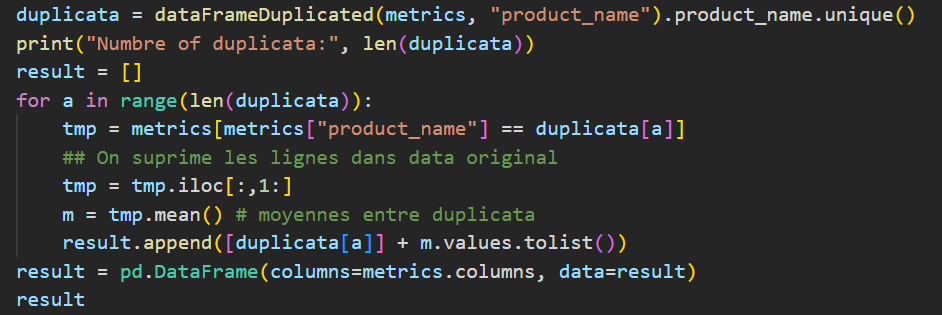 duplicata = dataFrameDuplicated(metrics, "product_name").product_name.unique()
print("Numbre of duplicata:", len(duplicata))
result = []
for a in range(len(duplicata)):
    tmp = metrics[metrics["product_name"] == duplicata[a]]
    ## On suprime les lignes dans data original
    tmp = tmp.iloc[:,1:]
    m = tmp.mean() # moyennes entre duplicata
    result.append([duplicata[a]] + m.values.tolist())
result = pd.DataFrame(columns=metrics.columns, data=result)
result